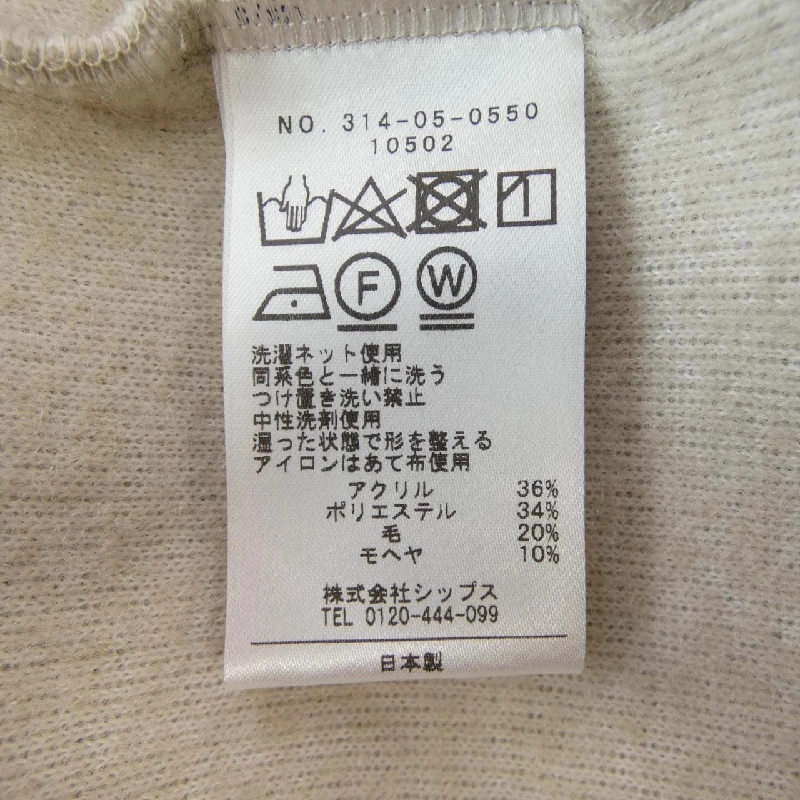 NO. 314-05-0550
10502
F
W
洗濯ネット使用
同系色と一緒に洗う
つけ置き洗い禁止
中性洗剤使用
湿った状態で形を整える
アイロンはあて布使用
アクリル 36%
ポリエステル 34%
毛 20%
モヘヤ 10%
株式会社シップス
TEL 0120-444-099
日本製